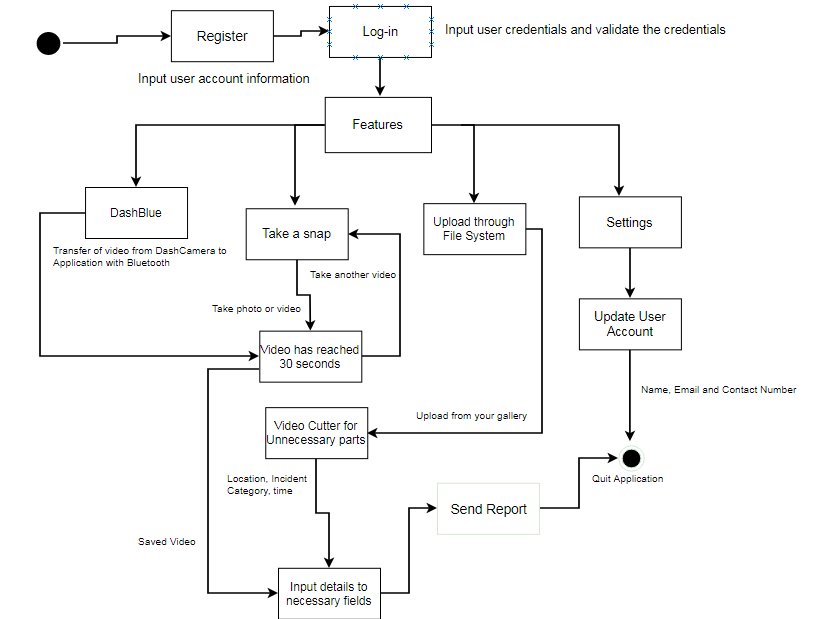 Register
Log-in
Input user credentials and validate the credentials
Input user account information
Features
DashBlue
Take a snap
Upload through
File System
Settings
Transfer of video from DashCamera to
Application with Bluetooth
Take another video
Take photo or video
Update User
Account
Video has reached
30 seconds
Name, Email and Contact Number
Video Cutter for
Unnecessary parts
Upload from your gallery
Location, Incident
Category, time
Quit Application
Send Report
Saved Video
Input details to
necessary fields